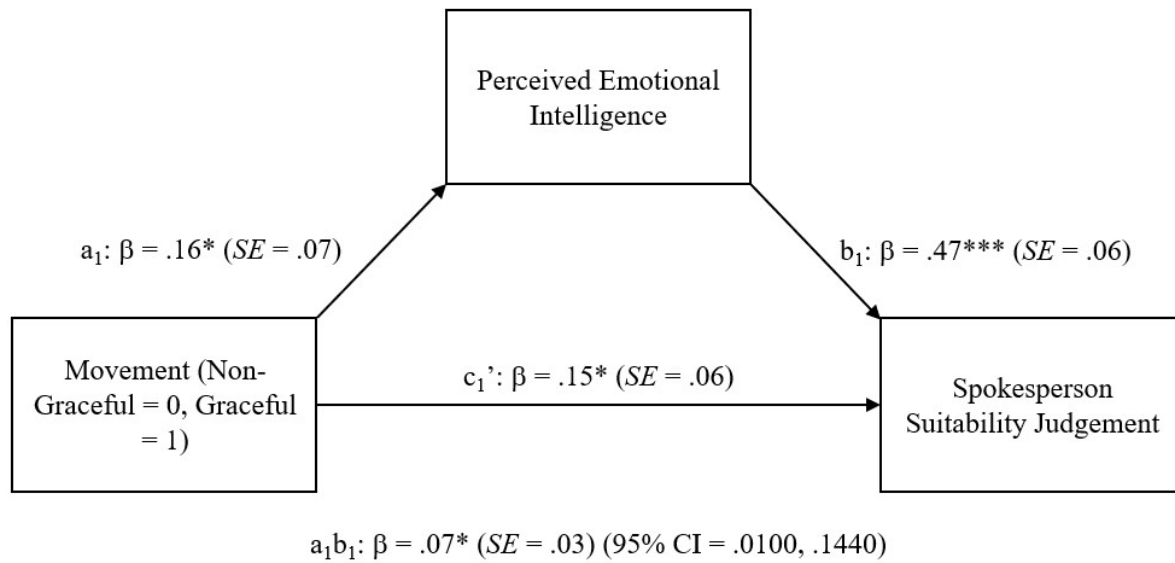 Perceived Emotional
Intelligence
a₁: β = .16* (SE = .07)
b₁: β = .47*** (SE = .06)
Movement (Non-
Graceful = 0, Graceful
= 1)
c₁’: β = .15* (SE = .06)
Spokesperson
Suitability Judgement
a₁b₁: β = .07* (SE = .03) (95% CI = .0100, .1440)